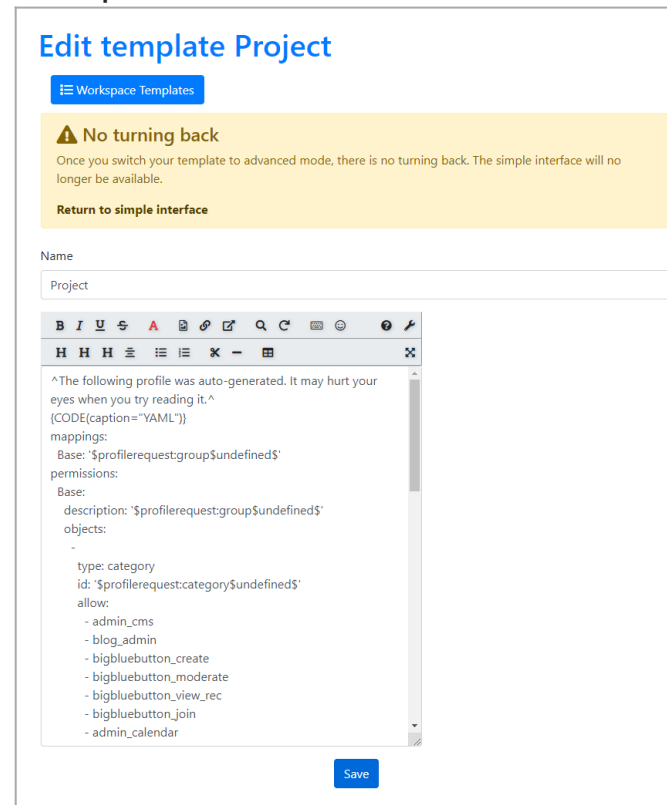 Edit template Project
Workspace Templates
No turning back
Once you switch your template to advanced mode, there is no turning back. The simple interface will no
longer be available.
Return to simple interface
Name
Project
B I U S A
H H H
^The following profile was auto-generated. It may hurt your
eyes when you try reading it.^
{CODE(caption="YAML")}
mappings:
Base: '$profilerequest:group$undefined$'
permissions:
Base:
description: '$profilerequest:group$undefined$'
objects:
-
type: category
id: '$profilerequest:category$undefined$'
allow:
- admin_cms
- blog_admin
- bigbluebutton_create
- bigbluebutton_moderate
- bigbluebutton_view_rec
- bigbluebutton_join
- admin_calendar
Save